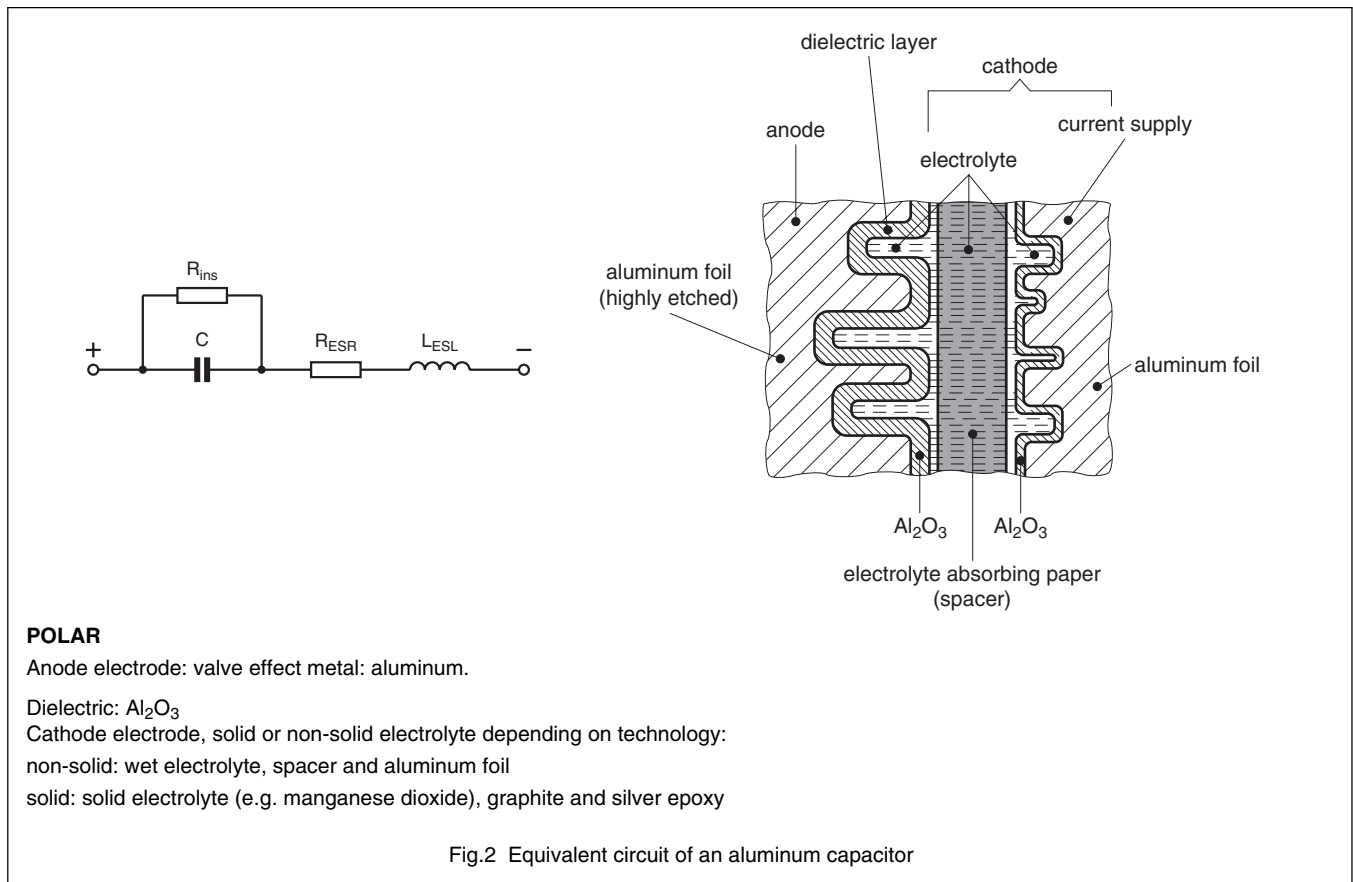 dielectric layer
cathode
anode
current supply
electrolyte
R_ins
aluminum foil
(highly etched)
C
R_ESR
L_ESL
+
−
aluminum foil
Al₂O₃
Al₂O₃
electrolyte absorbing paper
(spacer)
POLAR
Anode electrode: valve effect metal: aluminum.
Dielectric: Al₂O₃
Cathode electrode, solid or non-solid electrolyte depending on technology:
non-solid: wet electrolyte, spacer and aluminum foil
solid: solid electrolyte (e.g. manganese dioxide), graphite and silver epoxy
Fig.2 Equivalent circuit of an aluminum capacitor